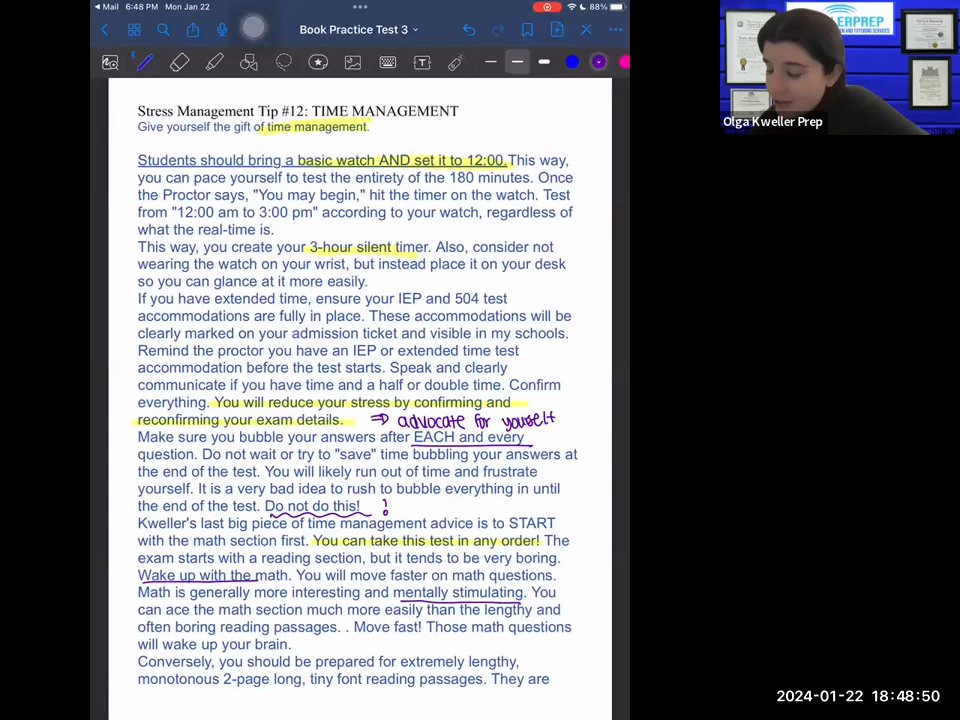 6:48 PM Mon Jan 22
88%
Book Practice Test 3
Stress Management Tip #12: TIME MANAGEMENT
Give yourself the gift of time management.
Students should bring a basic watch AND set it to 12:00.This way,
you can pace yourself to test the entirety of the 180 minutes. Once
the Proctor says, "You may begin," hit the timer on the watch. Test
from "12:00 am to 3:00 pm" according to your watch, regardless of
what the real-time is.
This way, you create your 3-hour silent timer. Also, consider not
wearing the watch on your wrist, but instead place it on your desk
so you can glance at it more easily.
If you have extended time, ensure your IEP and 504 test
accommodations are fully in place. These accommodations will be
clearly marked on your admission ticket and visible in my schools.
Remind the proctor you have an IEP or extended time test
accommodation before the test starts. Speak and clearly
communicate if you have time and a half or double time. Confirm
everything. You will reduce your stress by confirming and
reconfirming your exam details. ⇒ advocate for yourself
Make sure you bubble your answers after EACH and every
question. Do not wait or try to "save" time bubbling your answers at
the end of the test. You will likely run out of time and frustrate
yourself. It is a very bad idea to rush to bubble everything in until
the end of the test. Do not do this! !
Kweller's last big piece of time management advice is to START
with the math section first. You can take this test in any order! The
exam starts with a reading section, but it tends to be very boring.
Wake up with the math. You will move faster on math questions.
Math is generally more interesting and mentally stimulating. You
can ace the math section much more easily than the lengthy and
often boring reading passages. . Move fast! Those math questions
will wake up your brain.
Conversely, you should be prepared for extremely lengthy,
monotonous 2-page long, tiny font reading passages. They are
ERPREP
N AND TUTORING SERVICES
Olga Kweller Prep
2024-01-22 18:48:50